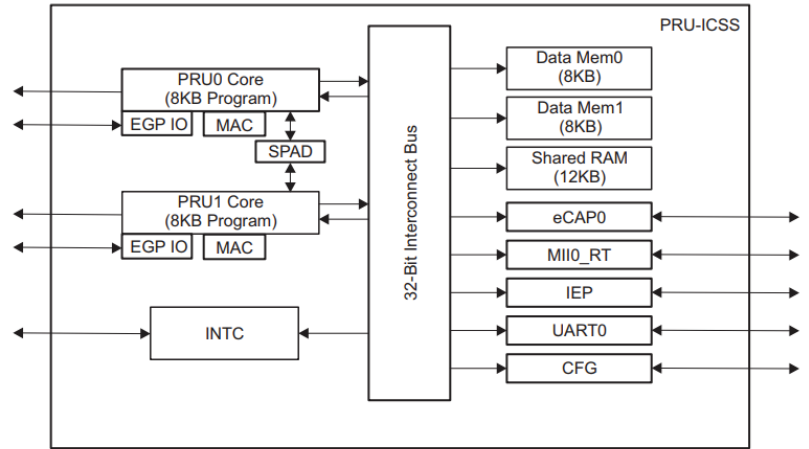 PRU-ICSS
PRU0 Core
(8KB Program)
EGP IO
MAC
SPAD
PRU1 Core
(8KB Program)
EGP IO
MAC
INTC
32-Bit Interconnect Bus
Data Mem0
(8KB)
Data Mem1
(8KB)
Shared RAM
(12KB)
eCAP0
MII0_RT
IEP
UART0
CFG